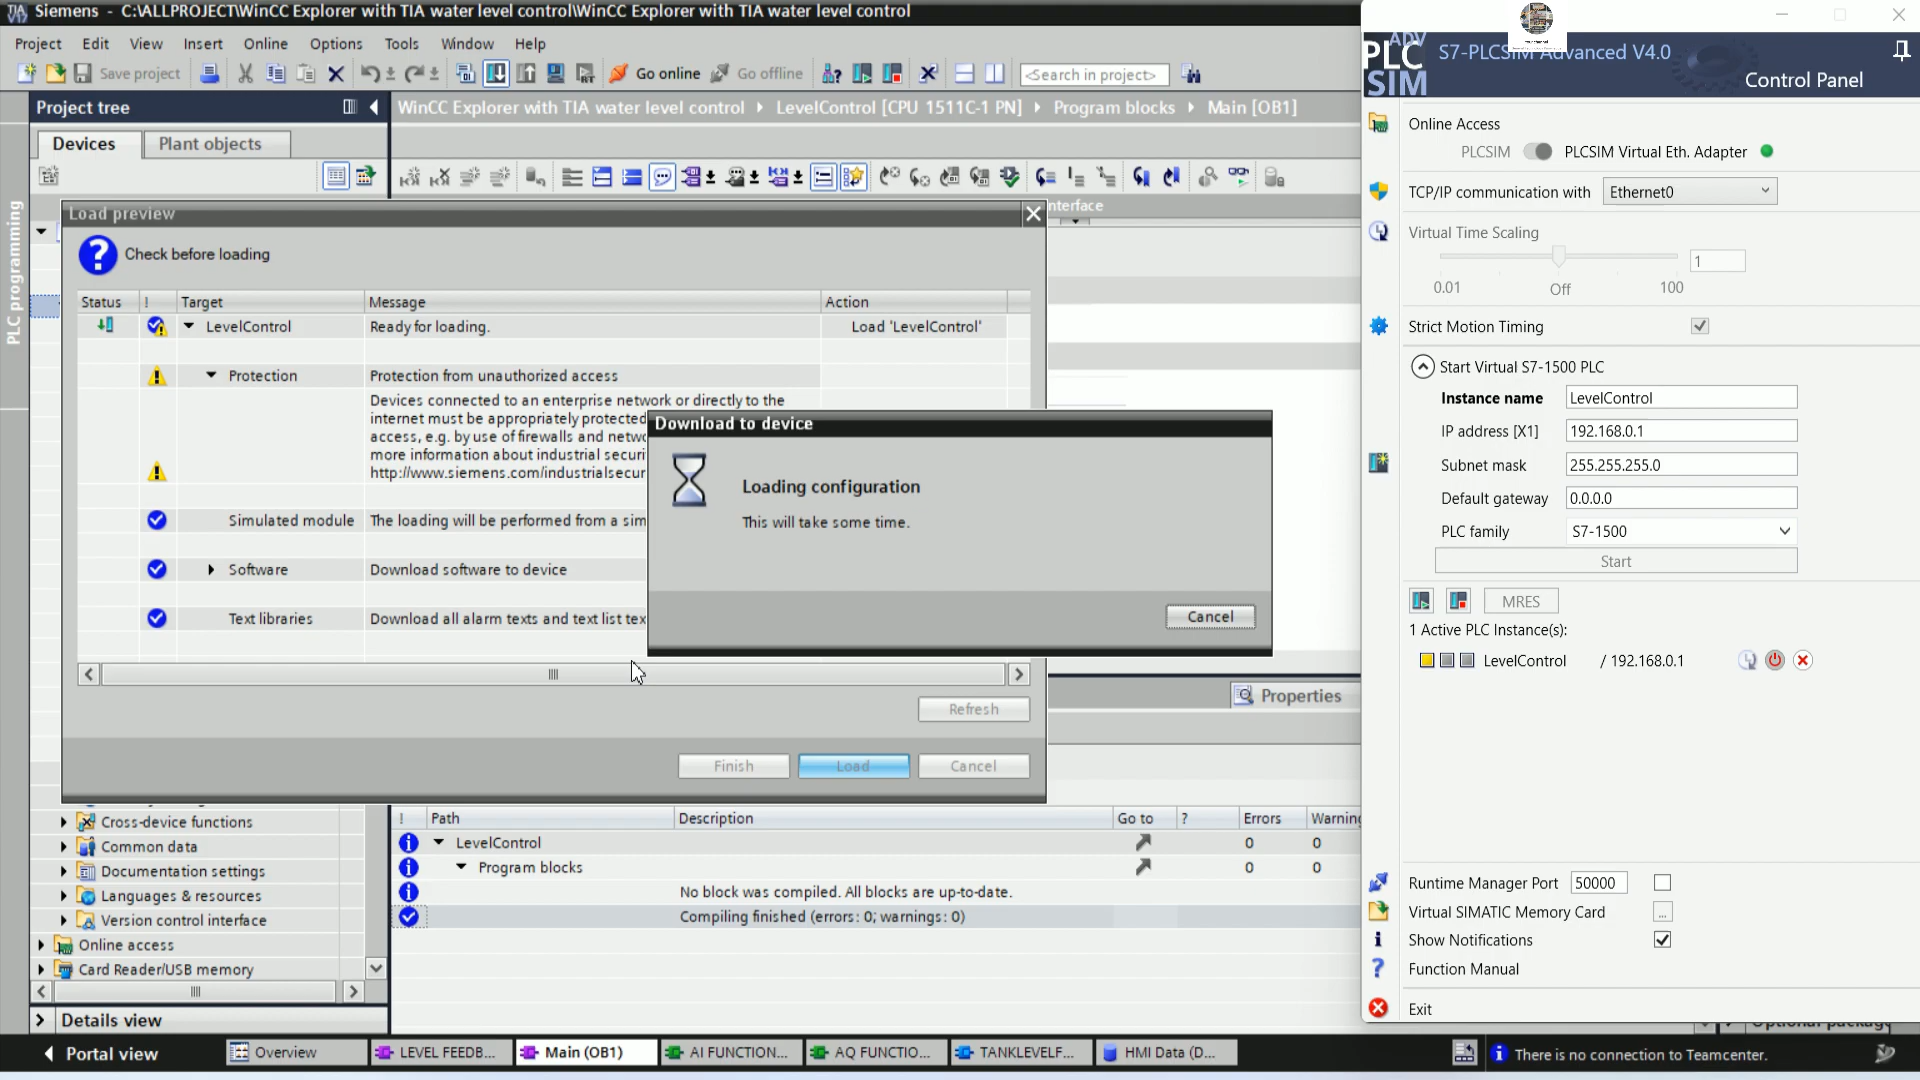 Siemens - C:\ALLPROJECT\WinCC Explorer with TIA water level control\WinCC Explorer with TIA water level control
Project Edit View Insert Online Options Tools Window Help
Save project Go online Go offline <Search in project>
Project tree
WinCC Explorer with TIA water level control LevelControl [CPU 1511C-1 PN] Program blocks Main [OB1]
Devices Plant objects
PLC programming
nterface
Load preview
Check before loading
Status ! Target Message Action
LevelControl Ready for loading. Load 'LevelControl'
Protection Protection from unauthorized access
Devices connected to an enterprise network or directly to the
internet must be appropriately protected
access, e.g. by use of firewalls and netwo
more information about industrial securi
http://www.siemens.com/industrialsecur
Simulated module The loading will be performed from a sim
Software Download software to device
Text libraries Download all alarm texts and text list tex
Refresh
Finish Load Cancel
Download to device
Loading configuration
This will take some time.
Cancel
Properties
Cross-device functions
Common data
Documentation settings
Languages & resources
Version control interface
Online access
Card Reader/USB memory
Details view
! Path Description Go to ? Errors Warning
LevelControl 0 0
Program blocks 0 0
No block was compiled. All blocks are up-to-date.
Compiling finished (errors: 0; warnings: 0)
Portal view Overview LEVEL FEEDB... Main (OB1) AI FUNCTION... AQ FUNCTIO... TANKLEVELF... HMI Data (D... There is no connection to Teamcenter.
PLC ADV
SIM
S7-PLCSIM Advanced V4.0
Control Panel
Online Access
PLCSIM PLCSIM Virtual Eth. Adapter
TCP/IP communication with Ethernet0
Virtual Time Scaling
1
0.01 Off 100
Strict Motion Timing
Start Virtual S7-1500 PLC
Instance name LevelControl
IP address [X1] 192.168.0.1
Subnet mask 255.255.255.0
Default gateway 0.0.0.0
PLC family S7-1500
Start
MRES
1 Active PLC Instance(s):
LevelControl / 192.168.0.1
Runtime Manager Port 50000
Virtual SIMATIC Memory Card ...
Show Notifications
Function Manual
Exit